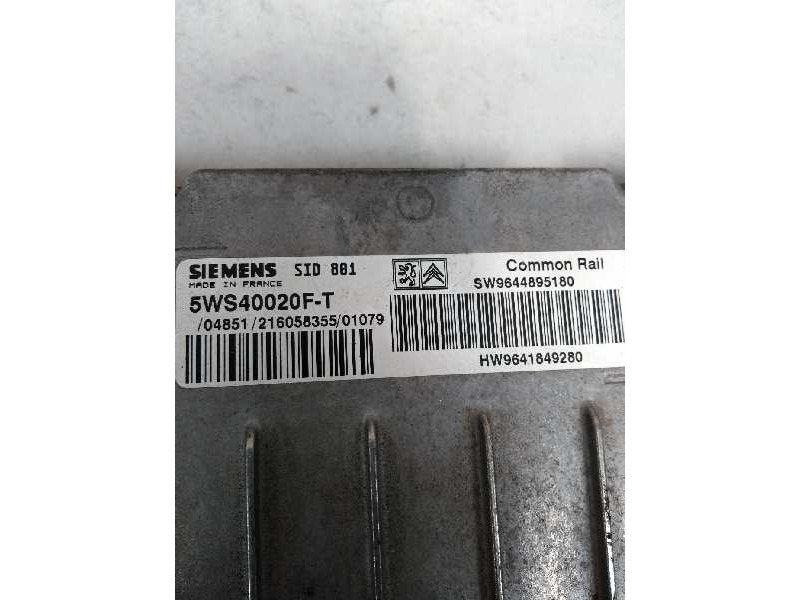 SIEMENS SID 801
MADE IN FRANCE
5WS40020F-T
/04851/216058355/01079
Common Rail
SW9644895180
HW9641849280